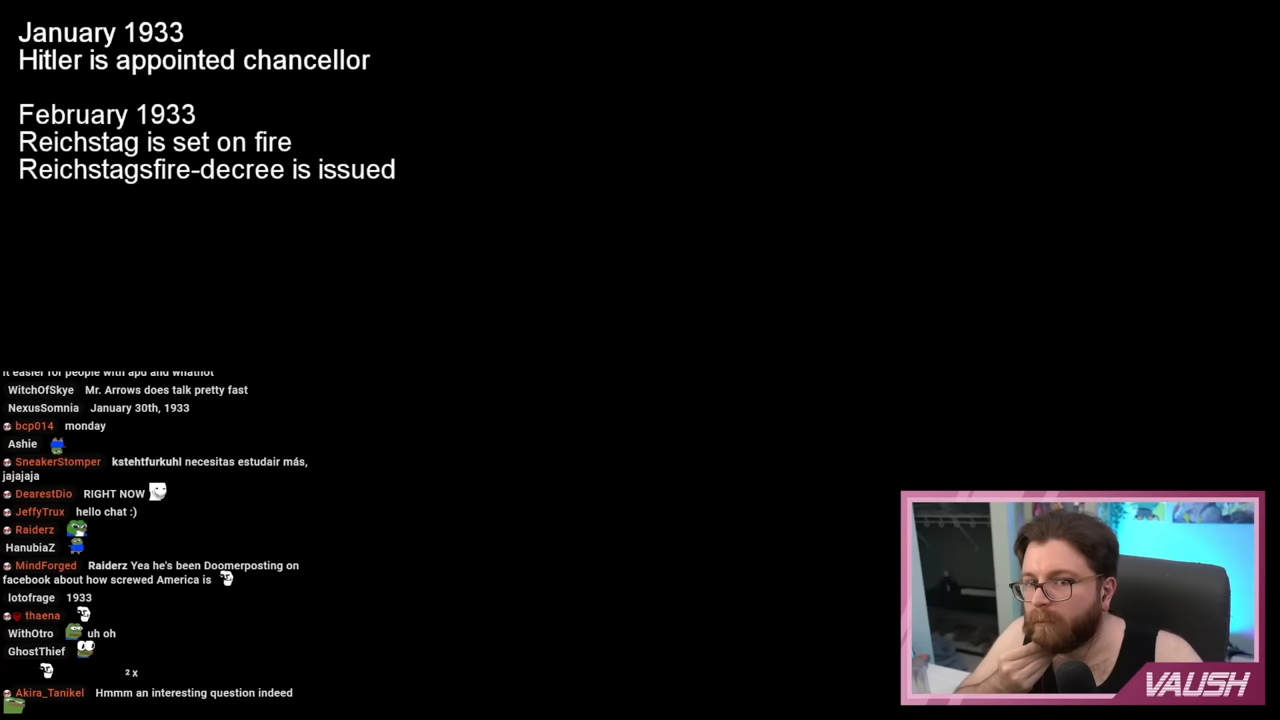 January 1933
Hitler is appointed chancellor
February 1933
Reichstag is set on fire
Reichstagsfire-decree is issued
it easier for people with apd and whatnot
WitchOfSkye Mr. Arrows does talk pretty fast
NexusSomnia January 30th, 1933
bcp014 monday
Ashie
SneakerStomper kstehtfurkuhl necesitas estudair más,
jajajaja
DearestDio RIGHT NOW
JeffyTrux hello chat :)
Raiderz
HanubiaZ
MindForged Raiderz Yea he's been Doomerposting on
facebook about how screwed America is
lotofrage 1933
thaena
WithOtro uh oh
GhostThief
2 x
Akira_Tanikel Hmmm an interesting question indeed
VAUSH